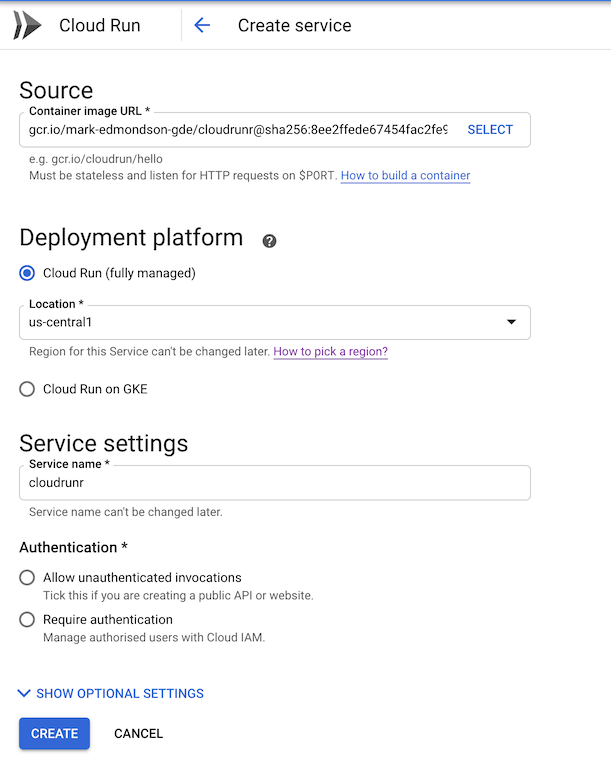 Cloud Run
Create service
Source
Container image URL *
gcr.io/mark-edmondson-gde/cloudrunr@sha256:8ee2ffede67454fac2fe9
SELECT
e.g. gcr.io/cloudrun/hello
Must be stateless and listen for HTTP requests on $PORT. How to build a container
Deployment platform
Cloud Run (fully managed)
Location *
us-central1
Region for this Service can't be changed later. How to pick a region?
Cloud Run on GKE
Service settings
Service name *
cloudrunr
Service name can't be changed later.
Authentication *
Allow unauthenticated invocations
Tick this if you are creating a public API or website.
Require authentication
Manage authorised users with Cloud IAM.
SHOW OPTIONAL SETTINGS
CREATE
CANCEL